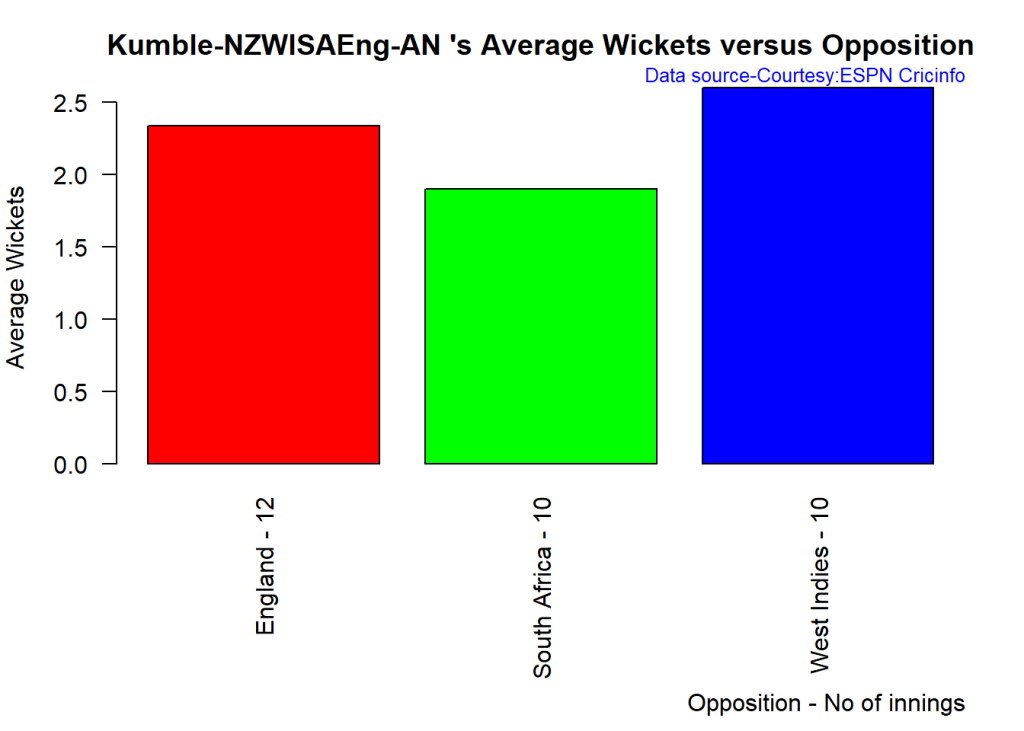 Kumble-NZWISAEng-AN 's Average Wickets versus Opposition
Data source-Courtesy:ESPN Cricinfo
Average Wickets
2.5
2.0
1.5
1.0
0.5
0.0
England - 12
South Africa - 10
West Indies - 10
Opposition - No of innings